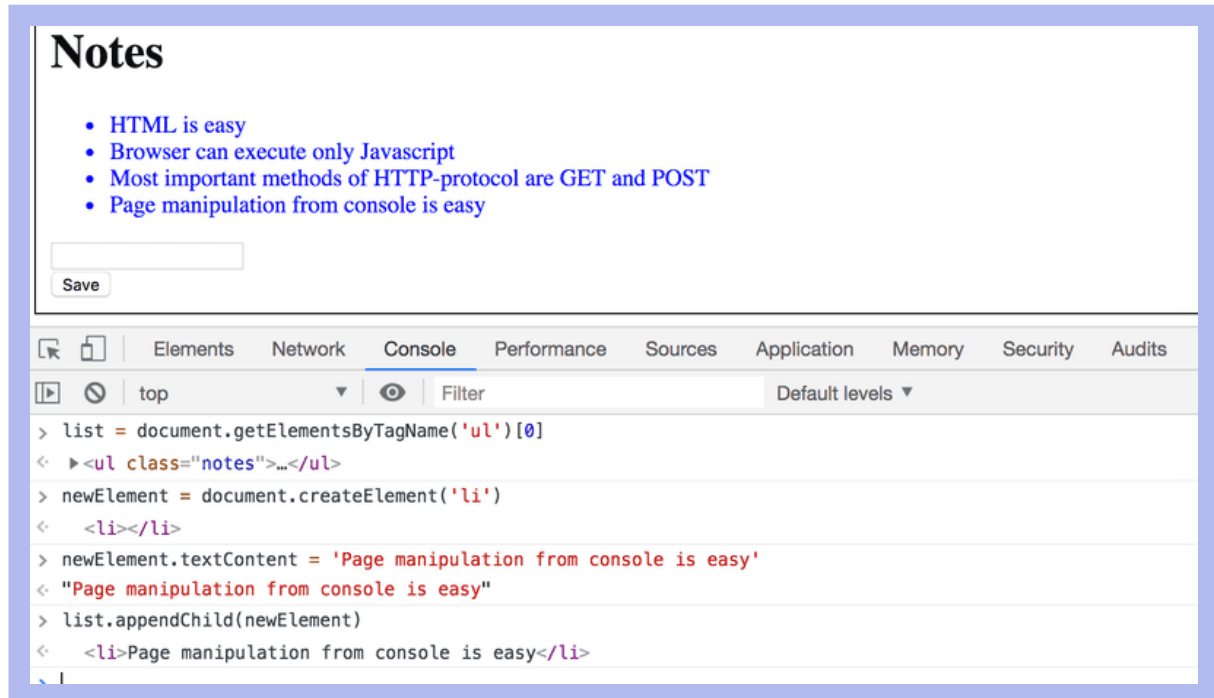 Notes
• HTML is easy
• Browser can execute only Javascript
• Most important methods of HTTP-protocol are GET and POST
• Page manipulation from console is easy
Save
Elements Network Console Performance Sources Application Memory Security Audits
top Filter Default levels
> list = document.getElementsByTagName('ul')[0]
<ul class="notes">…</ul>
> newElement = document.createElement('li')
<li></li>
> newElement.textContent = 'Page manipulation from console is easy'
"Page manipulation from console is easy"
> list.appendChild(newElement)
<li>Page manipulation from console is easy</li>
>